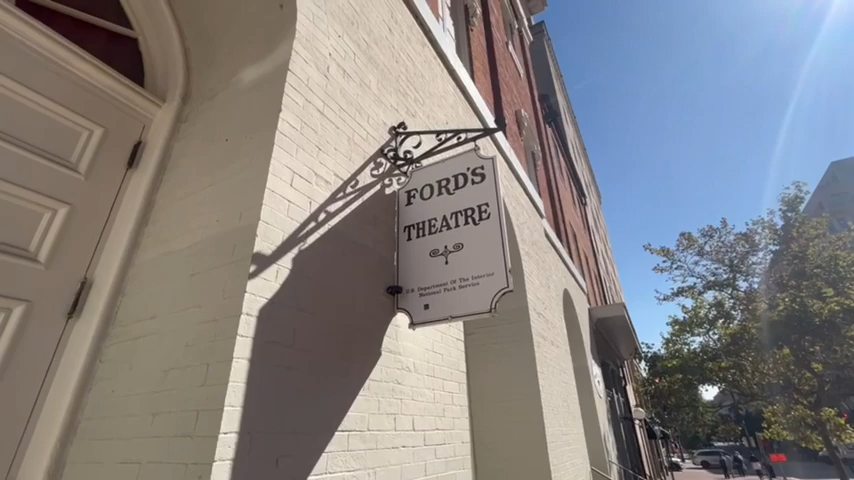 FORD'S
THEATRE
U.S. Department Of The Interior
National Park Service